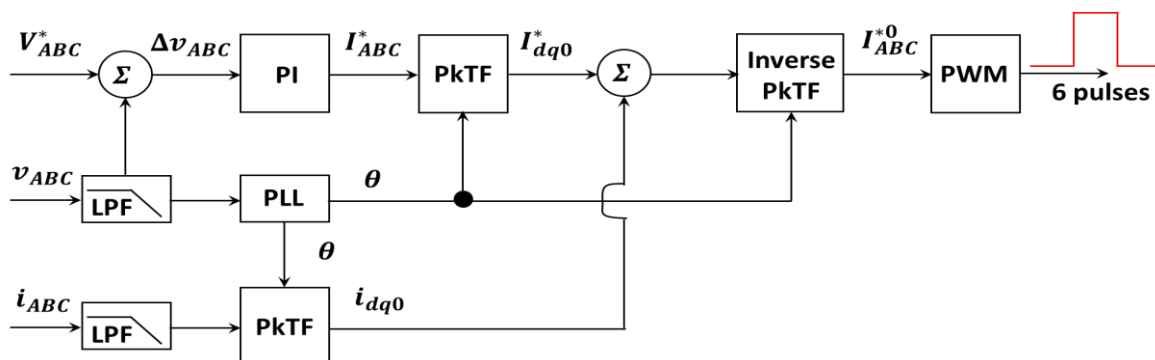 V*ABC
Σ
ΔvABC
PI
I*ABC
PkTF
I*dq0
Σ
Inverse
PkTF
I*0ABC
PWM
6 pulses
vABC
LPF
PLL
θ
θ
iABC
LPF
PkTF
idq0